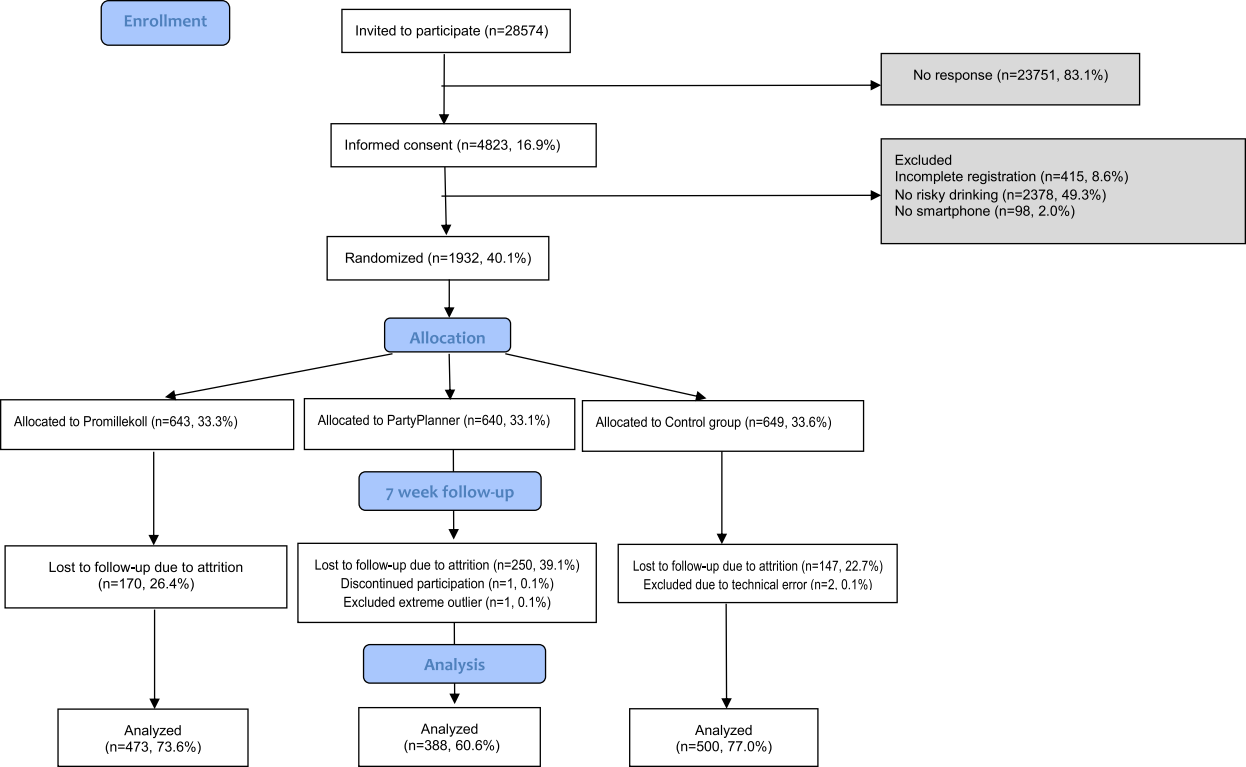 Enrollment
Invited to participate (n=28574)
No response (n=23751, 83.1%)
Informed consent (n=4823, 16.9%)
Excluded
Incomplete registration (n=415, 8.6%)
No risky drinking (n=2378, 49.3%)
No smartphone (n=98, 2.0%)
Randomized (n=1932, 40.1%)
Allocation
Allocated to Promillekoll (n=643, 33.3%)
Allocated to PartyPlanner (n=640, 33.1%)
Allocated to Control group (n=649, 33.6%)
7 week follow-up
Lost to follow-up due to attrition
(n=170, 26.4%)
Lost to follow-up due to attrition (n=250, 39.1%)
Discontinued participation (n=1, 0.1%)
Excluded extreme outlier (n=1, 0.1%)
Lost to follow-up due to attrition (n=147, 22.7%)
Excluded due to technical error (n=2, 0.1%)
Analysis
Analyzed
(n=473, 73.6%)
Analyzed
(n=388, 60.6%)
Analyzed
(n=500, 77.0%)